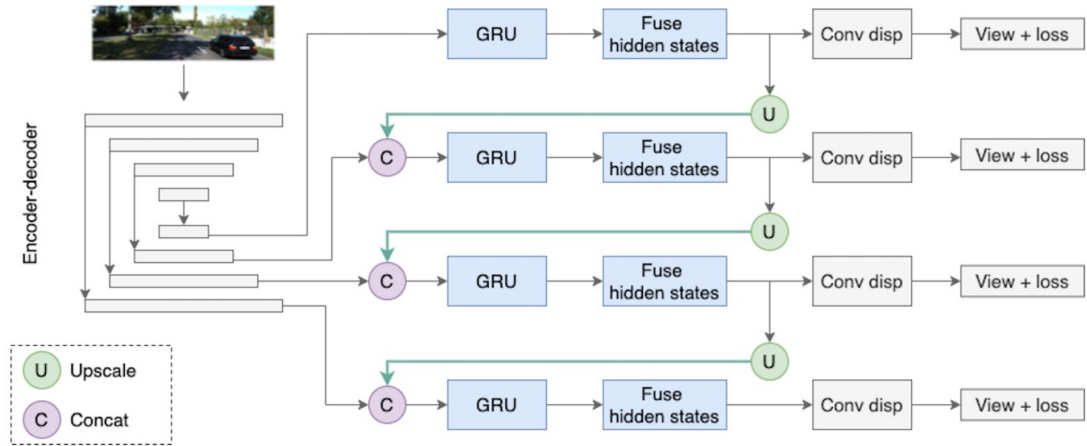 GRU
Fuse
hidden states
Conv disp
View + loss
U
Encoder-decoder
C
GRU
Fuse
hidden states
Conv disp
View + loss
U
C
GRU
Fuse
hidden states
Conv disp
View + loss
U
Upscale
U
C
Concat
C
GRU
Fuse
hidden states
Conv disp
View + loss